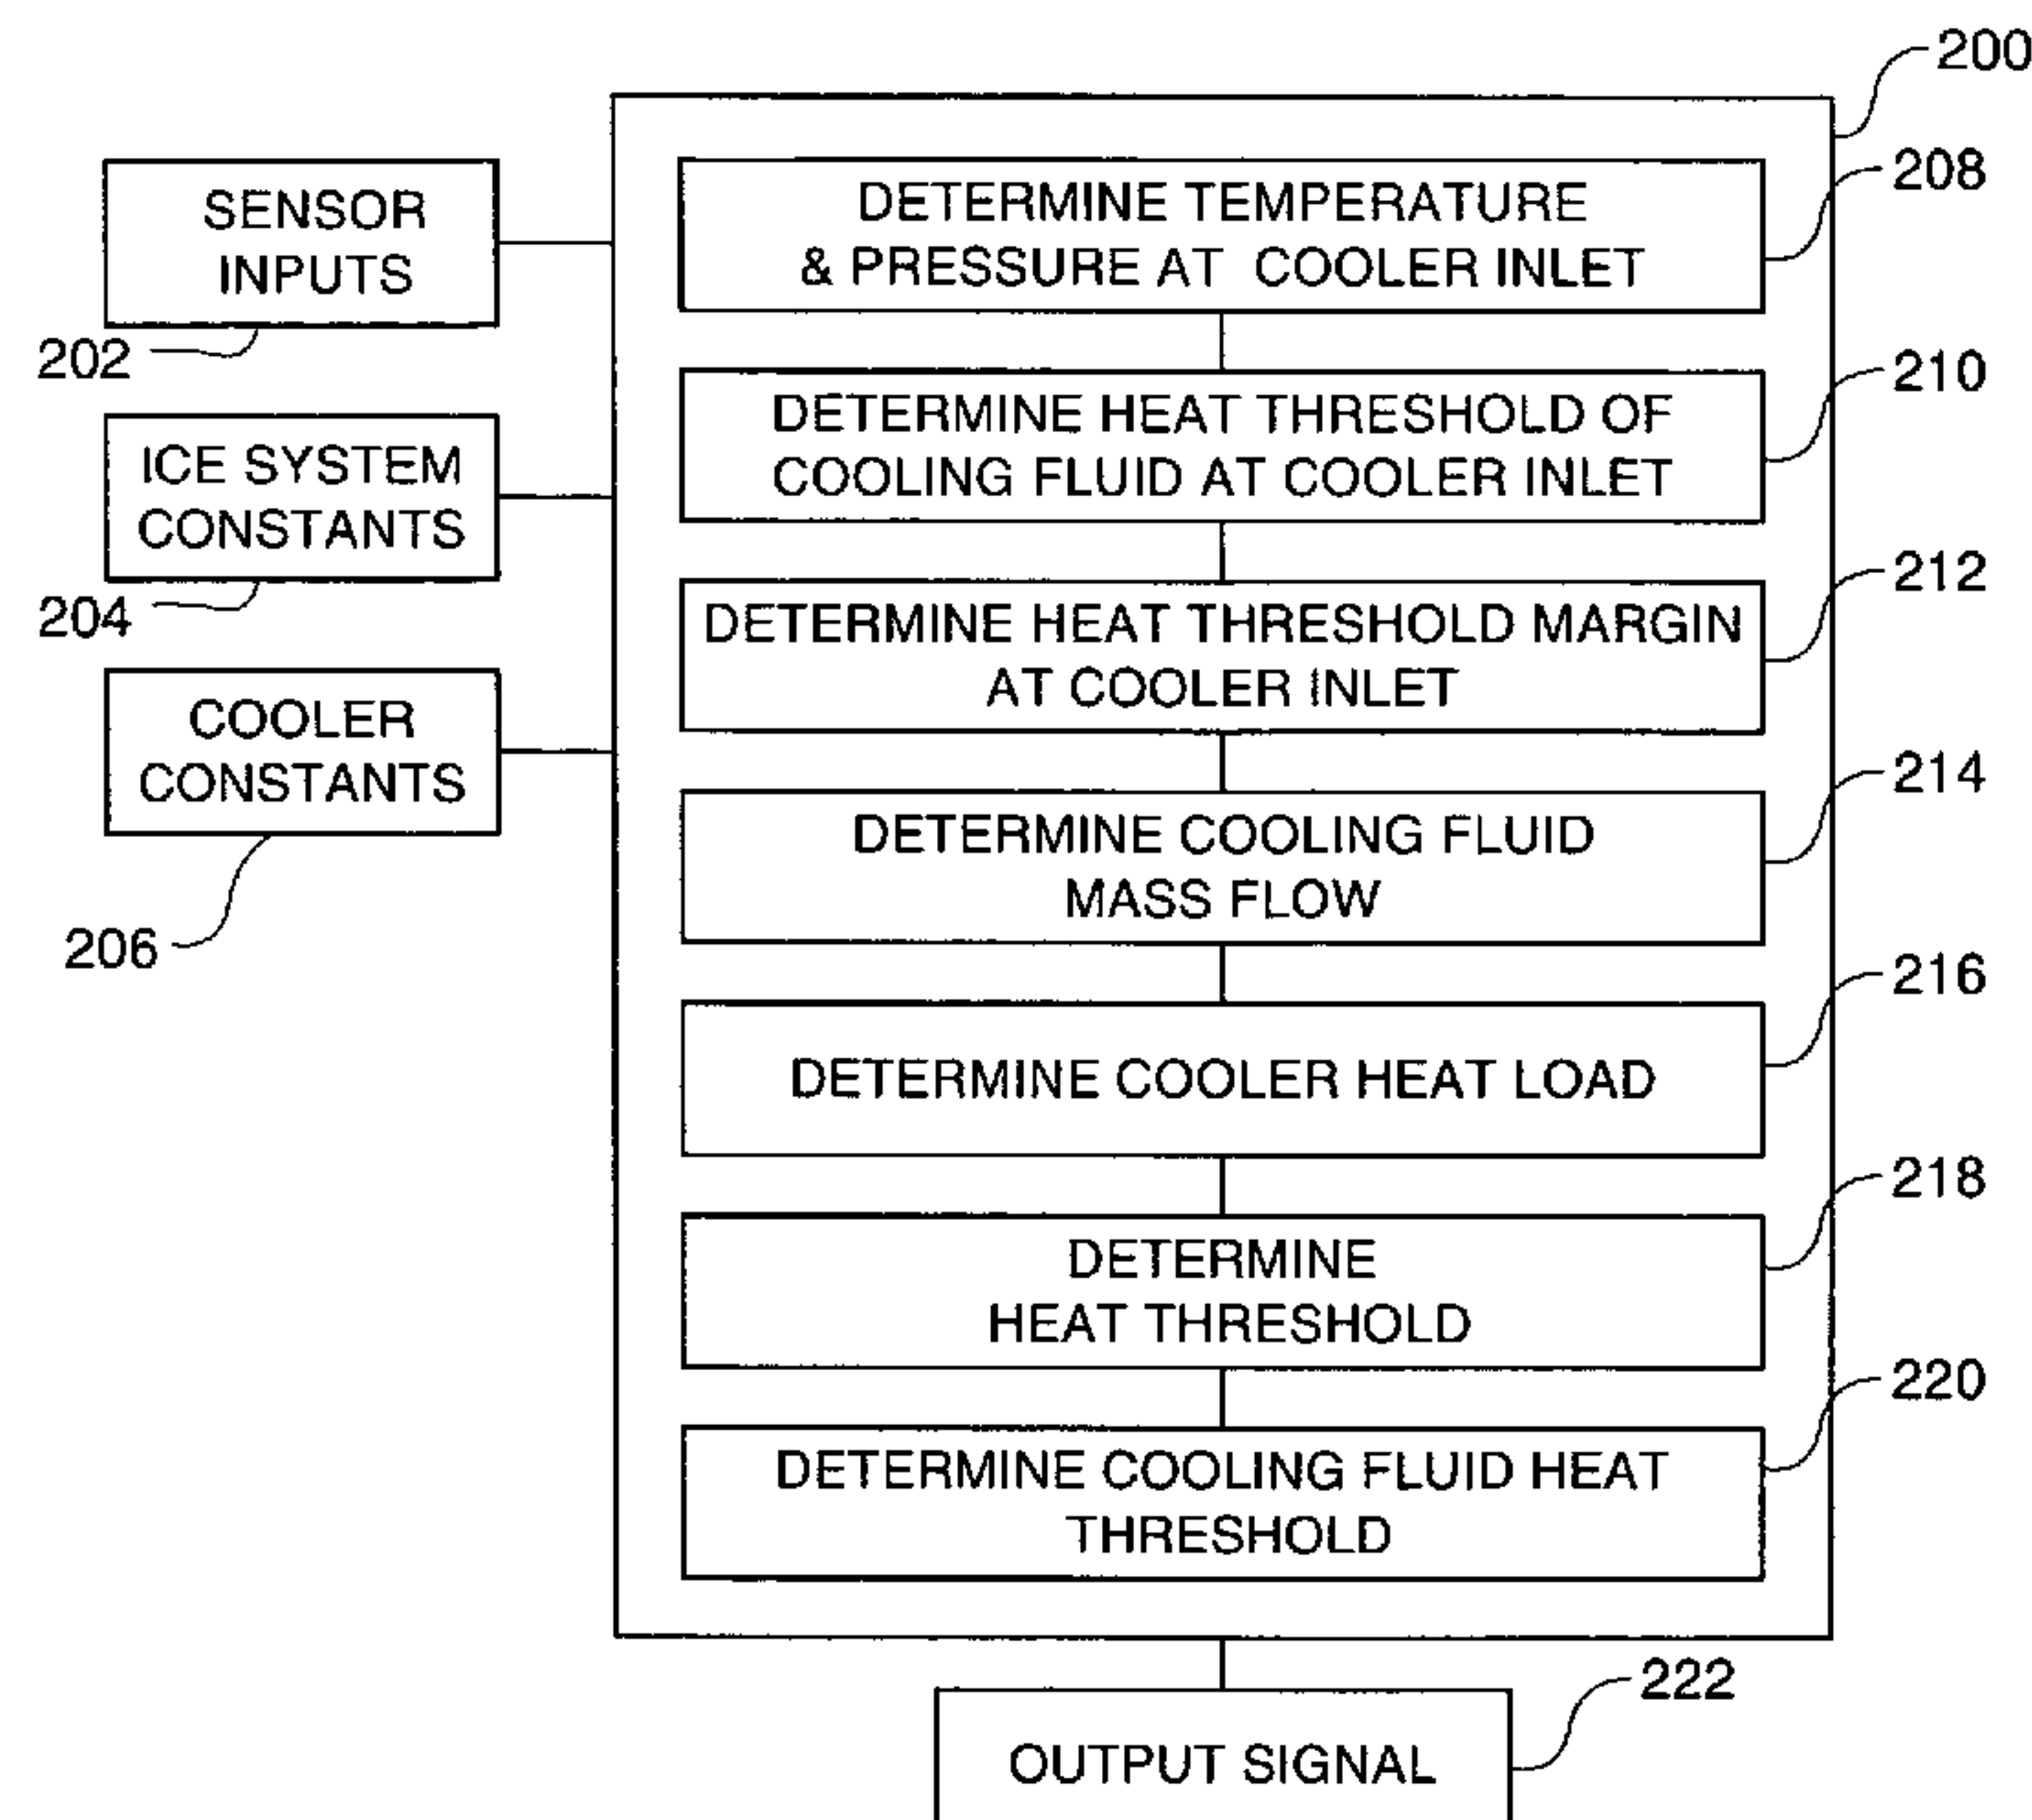 200
SENSOR
INPUTS
202
ICE SYSTEM
CONSTANTS
204
COOLER
CONSTANTS
206
DETERMINE TEMPERATURE
& PRESSURE AT COOLER INLET
208
DETERMINE HEAT THRESHOLD OF
COOLING FLUID AT COOLER INLET
210
DETERMINE HEAT THRESHOLD MARGIN
AT COOLER INLET
212
DETERMINE COOLING FLUID
MASS FLOW
214
DETERMINE COOLER HEAT LOAD
216
DETERMINE
HEAT THRESHOLD
218
DETERMINE COOLING FLUID HEAT
THRESHOLD
220
OUTPUT SIGNAL
222